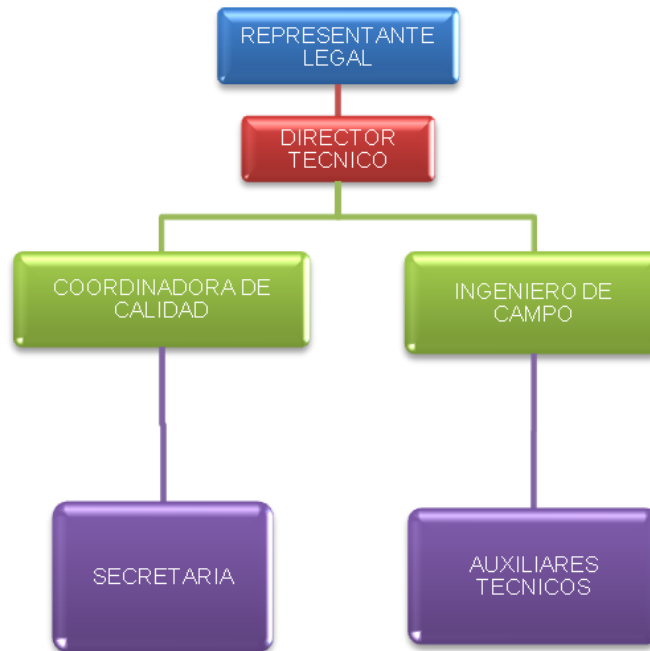 REPRESENTANTE
LEGAL
DIRECTOR
TECNICO
COORDINADORA DE
CALIDAD
INGENIERO DE
CAMPO
SECRETARIA
AUXILIARES
TECNICOS